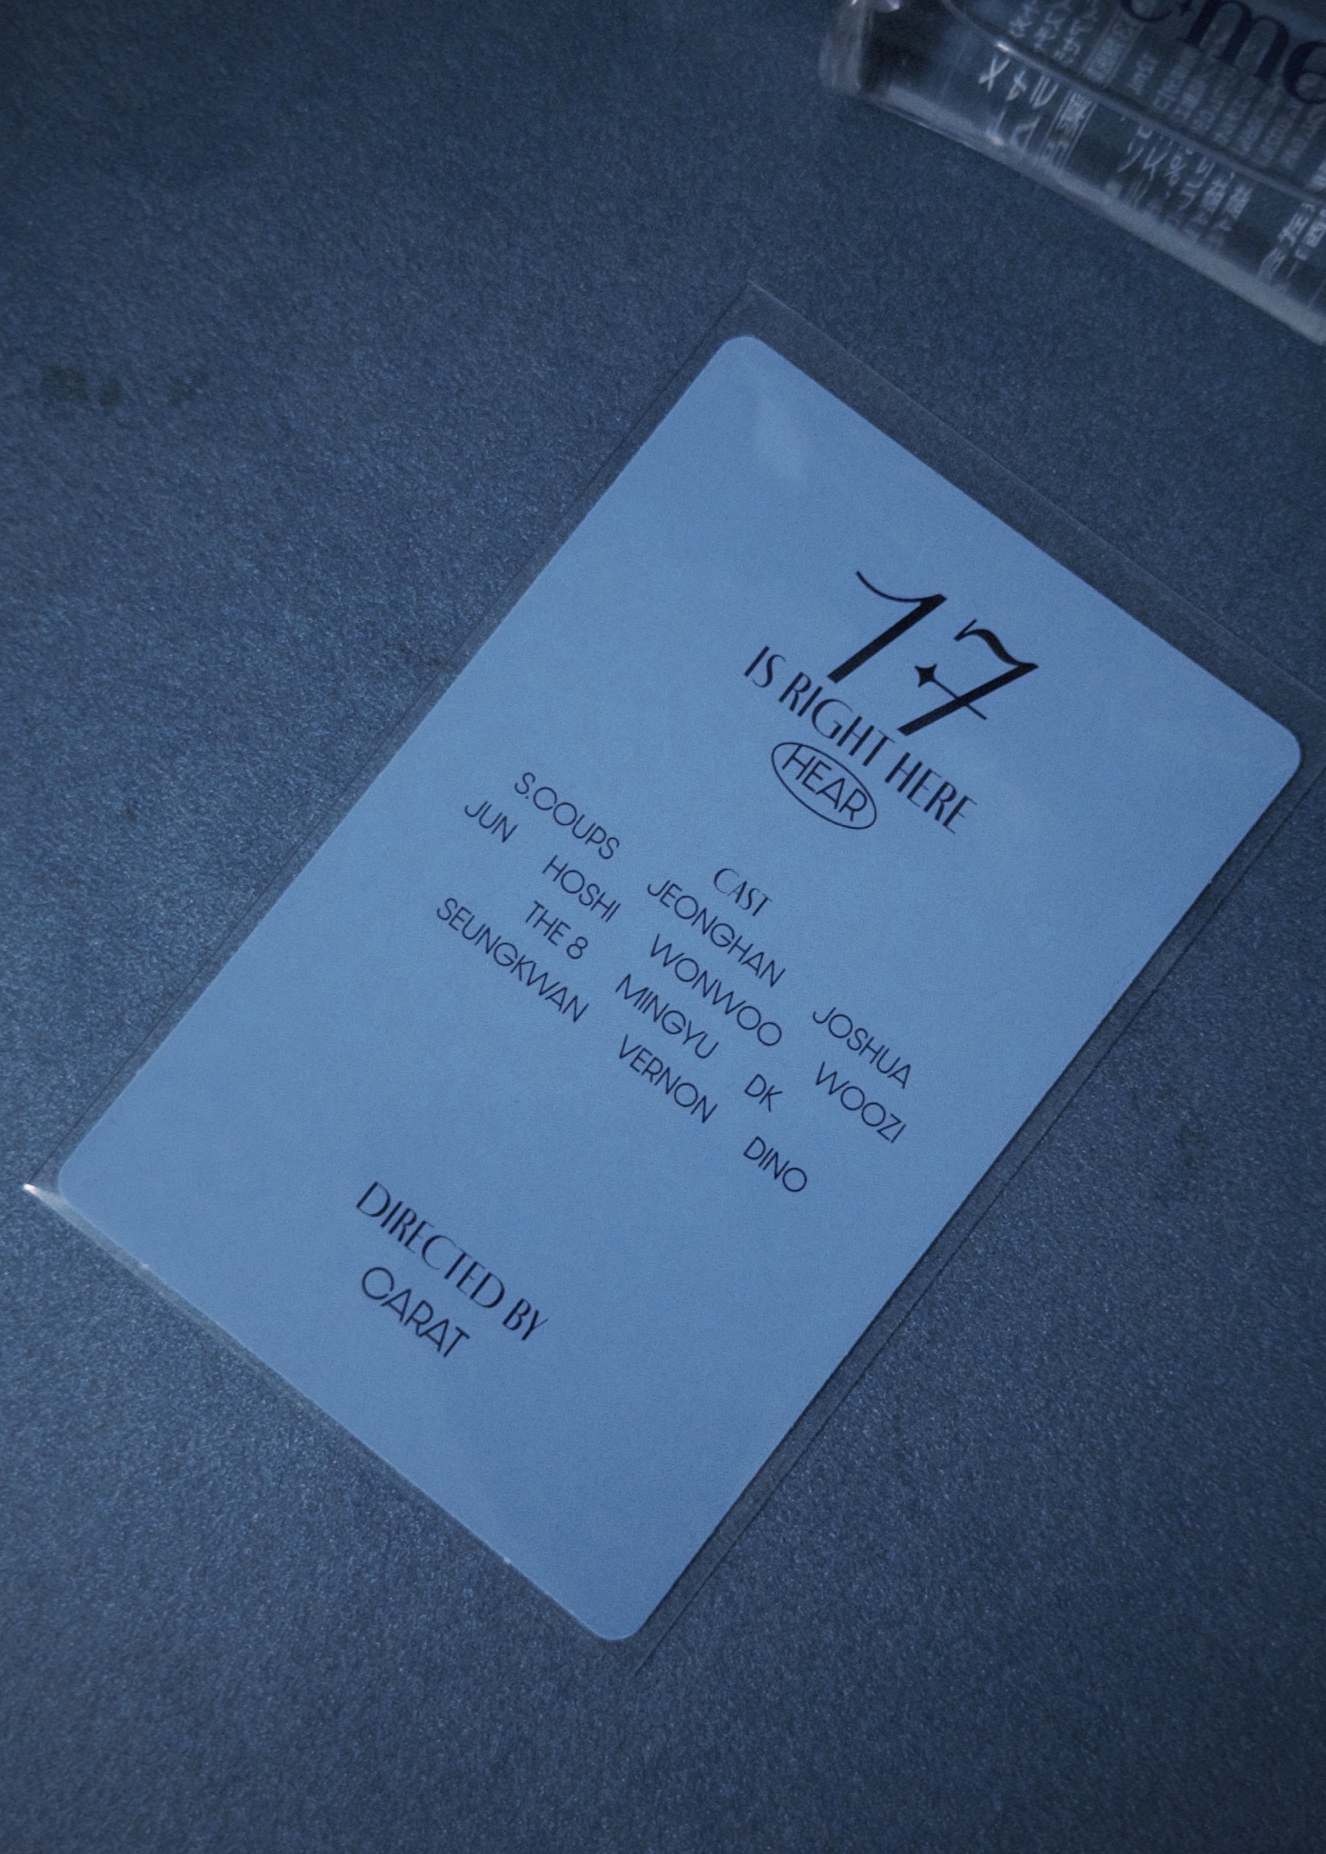 e·me
17
IS RIGHT HERE
HEAR
CAST
S.COUPS JEONGHAN JOSHUA
JUN HOSHI WONWOO WOOZI
THE 8 MINGYU DK
SEUNGKWAN VERNON DINO
DIRECTED BY
CARAT